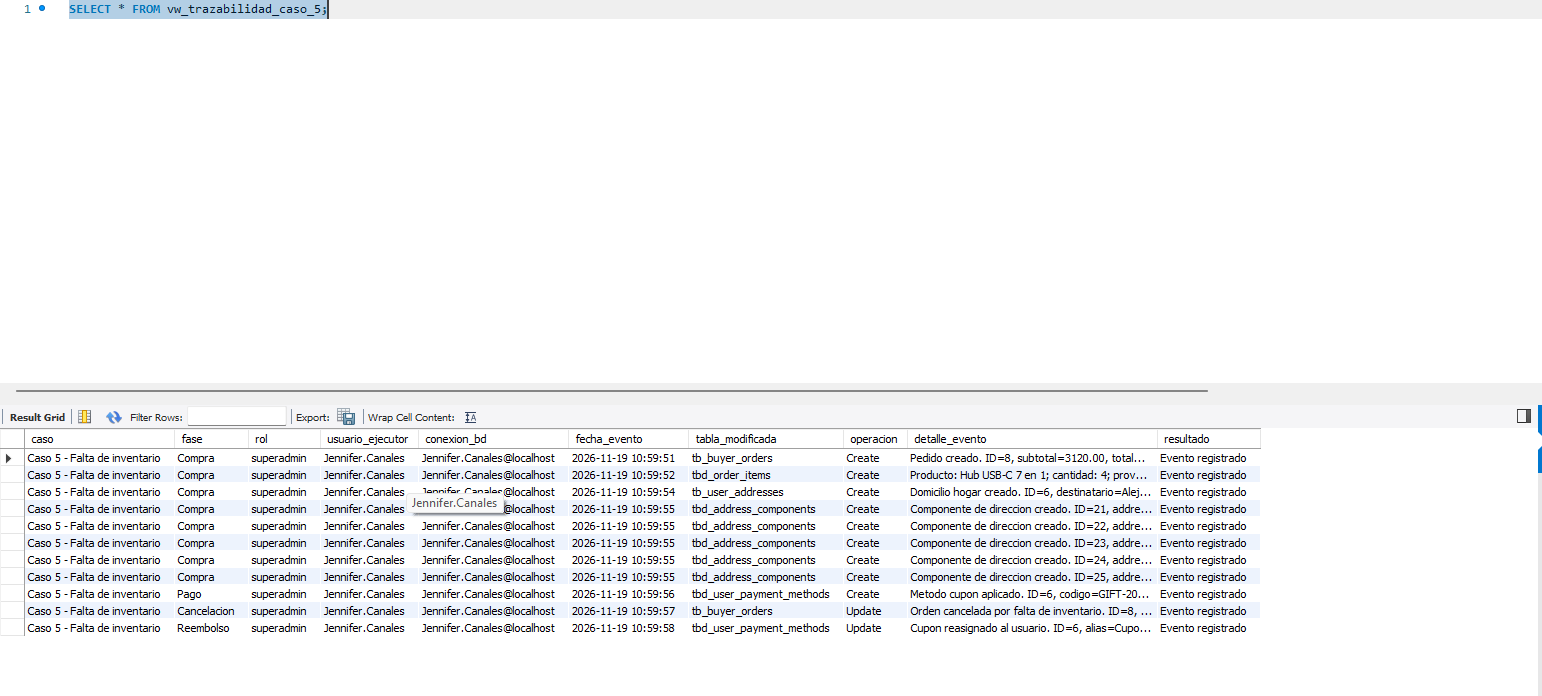 1 SELECT * FROM vw_trazabilidad_caso_5;
Result Grid Filter Rows: Export: Wrap Cell Content:
caso fase rol usuario_ejecutor conexion_bd fecha_evento tabla_modificada operacion detalle_evento resultado
Caso 5 - Falta de inventario Compra superadmin Jennifer.Canales Jennifer.Canales@localhost 2026-11-19 10:59:51 tb_buyer_orders Create Pedido creado. ID=8, subtotal=3120.00, total... Evento registrado
Caso 5 - Falta de inventario Compra superadmin Jennifer.Canales Jennifer.Canales@localhost 2026-11-19 10:59:52 tbd_order_items Create Producto: Hub USB-C 7 en 1; cantidad: 4; prov... Evento registrado
Caso 5 - Falta de inventario Compra superadmin Jennifer.Canales Jennifer.Canales@localhost 2026-11-19 10:59:54 tb_user_addresses Create Domicilio hogar creado. ID=6, destinatario=Alej... Evento registrado
Jennifer.Canales
Caso 5 - Falta de inventario Compra superadmin Jennifer.Canales @localhost 2026-11-19 10:59:55 tbd_address_components Create Componente de direccion creado. ID=21, addre... Evento registrado
Caso 5 - Falta de inventario Compra superadmin Jennifer.Canales Jennifer.Canales@localhost 2026-11-19 10:59:55 tbd_address_components Create Componente de direccion creado. ID=22, addre... Evento registrado
Caso 5 - Falta de inventario Compra superadmin Jennifer.Canales Jennifer.Canales@localhost 2026-11-19 10:59:55 tbd_address_components Create Componente de direccion creado. ID=23, addre... Evento registrado
Caso 5 - Falta de inventario Compra superadmin Jennifer.Canales Jennifer.Canales@localhost 2026-11-19 10:59:55 tbd_address_components Create Componente de direccion creado. ID=24, addre... Evento registrado
Caso 5 - Falta de inventario Compra superadmin Jennifer.Canales Jennifer.Canales@localhost 2026-11-19 10:59:55 tbd_address_components Create Componente de direccion creado. ID=25, addre... Evento registrado
Caso 5 - Falta de inventario Pago superadmin Jennifer.Canales Jennifer.Canales@localhost 2026-11-19 10:59:56 tbd_user_payment_methods Create Metodo cupon aplicado. ID=6, codigo=GIFT-20... Evento registrado
Caso 5 - Falta de inventario Cancelacion superadmin Jennifer.Canales Jennifer.Canales@localhost 2026-11-19 10:59:57 tb_buyer_orders Update Orden cancelada por falta de inventario. ID=8, ... Evento registrado
Caso 5 - Falta de inventario Reembolso superadmin Jennifer.Canales Jennifer.Canales@localhost 2026-11-19 10:59:58 tbd_user_payment_methods Update Cupon reasignado al usuario. ID=6, alias=Cupo... Evento registrado